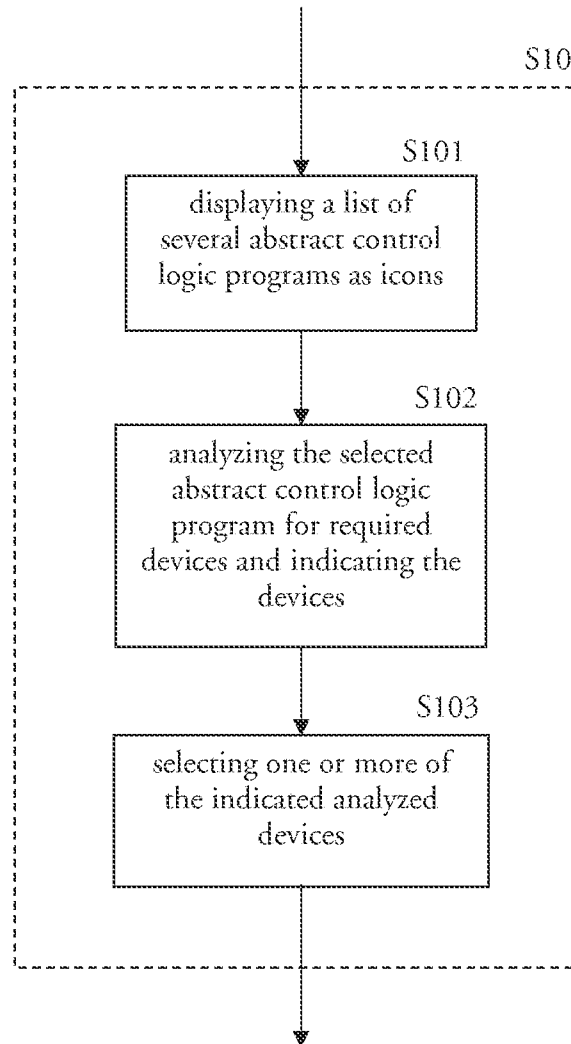 S10
S101
displaying a list of
several abstract control
logic programs as icons
S102
analyzing the selected
abstract control logic
program for required
devices and indicating the
devices
S103
selecting one or more of
the indicated analyzed
devices